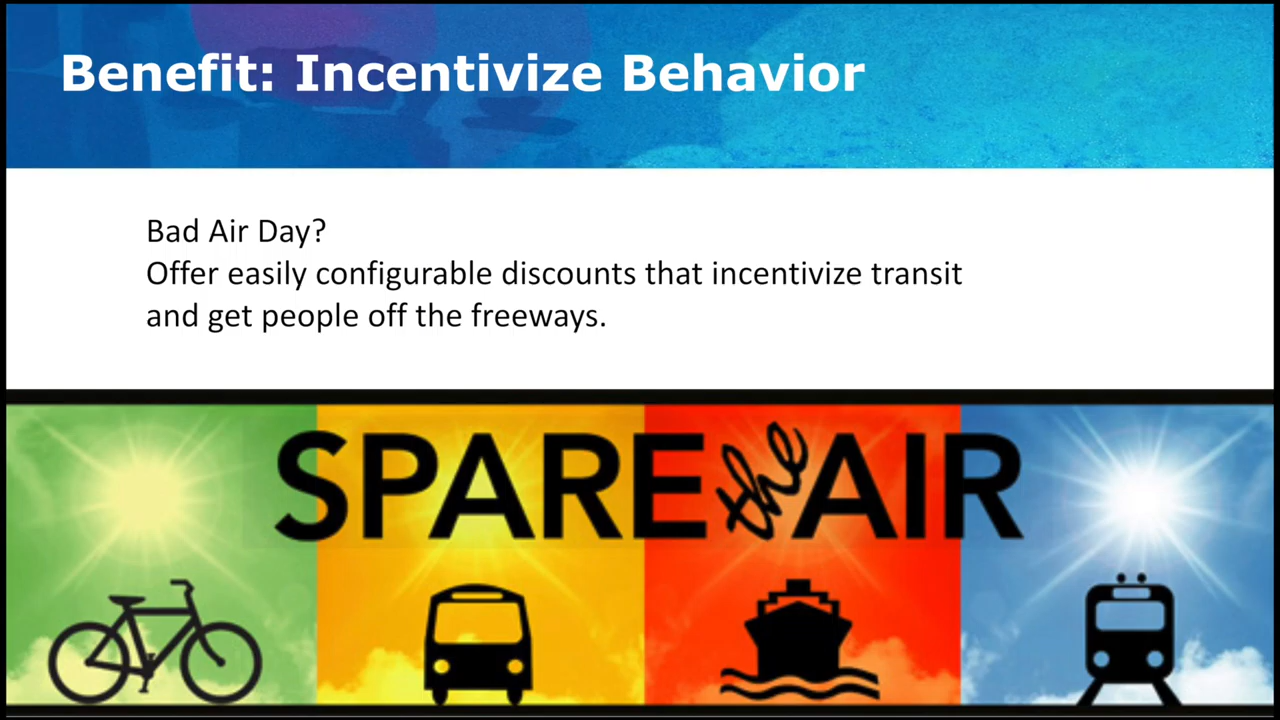 Benefit: Incentivize Behavior
Bad Air Day?
Offer easily configurable discounts that incentivize transit
and get people off the freeways.
SPARE the AIR